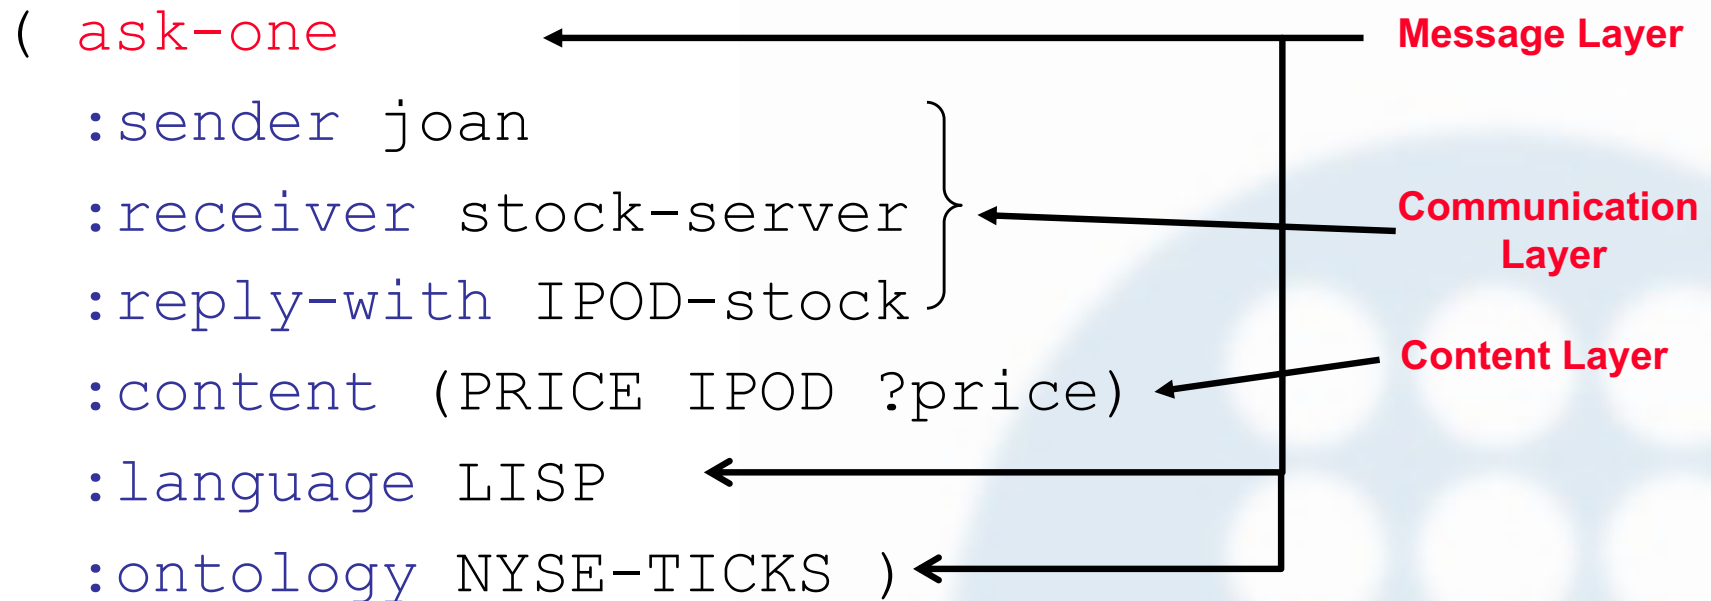 ( ask-one
Message Layer
:sender joan
:receiver stock-server
Communication
Layer
:reply-with IPOD-stock
:content (PRICE IPOD ?price)
Content Layer
:language LISP
:ontology NYSE-TICKS )